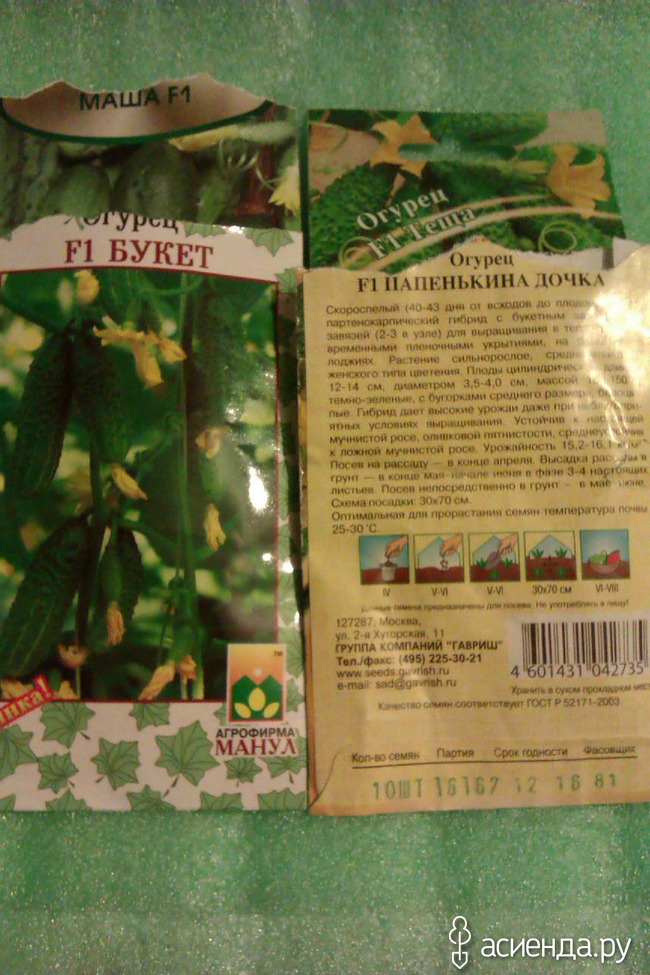 МАША F1
Огурец
F1 БУКЕТ
АГРОФИРМА
МАНУЛ
Огурец
F1 Теща
Огурец
F1 ПАПЕНЬКИНА ДОЧКА
Скороспелый (40-43 дня от всходов до
партенокарпический гибрид с букетным
завязей (2-3 в узле) для выращивания в
временными пленочными укрытиями, на
лоджиях. Растение сильнорослое,
женского типа цветения. Плоды
12-14 см, диаметром 3,5-4,0 см, массой
темно-зеленые, с бугорками среднего
Гибрид дает высокие урожаи даже при
ятных условиях выращивания. Устойчив к настоящей
мучнистой росе, оливковой пятнистости,
к ложной мучнистой росе. Урожайность
Посев на рассаду — в конце апреля. Высадка рассады в
грунт — в конце мая-начале июня в фазе 3-4 настоящих
листьев. Посев непосредственно в грунт - в мае-июне.
Схема посадки: 30х70 см.
Оптимальная для прорастания семян температура почвы
25-30°С.
IV V-VI V-VI 30х70 см VI-VIII
Данные семена предназначены для посева. Не употреблять в пищу!
127287, Москва,
ул. 2-я Хуторская, 11
ГРУППА КОМПАНИЙ "ГАВРИШ"
Тел./факс: (495) 225-30-21
www.seeds.gavrish.ru
e-mail: sad@gavrish.ru
4 601431 042735
Хранить в сухом прохладном
Качество семян соответствует ГОСТ Р 52171-2003
Кол-во семян Партия Срок годности Фасовщик
10ШТ 16167 12 16 81
асиенда.ру